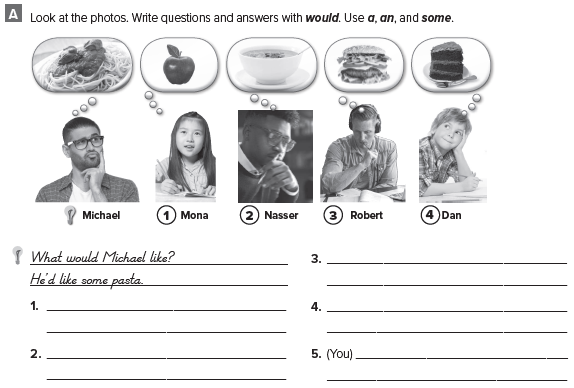 A Look at the photos. Write questions and answers with would. Use a, an, and some.
Michael 1 Mona 2 Nasser 3 Robert 4 Dan
What would Michael like?
He'd like some pasta.
1.
2.
3.
4.
5. (You)